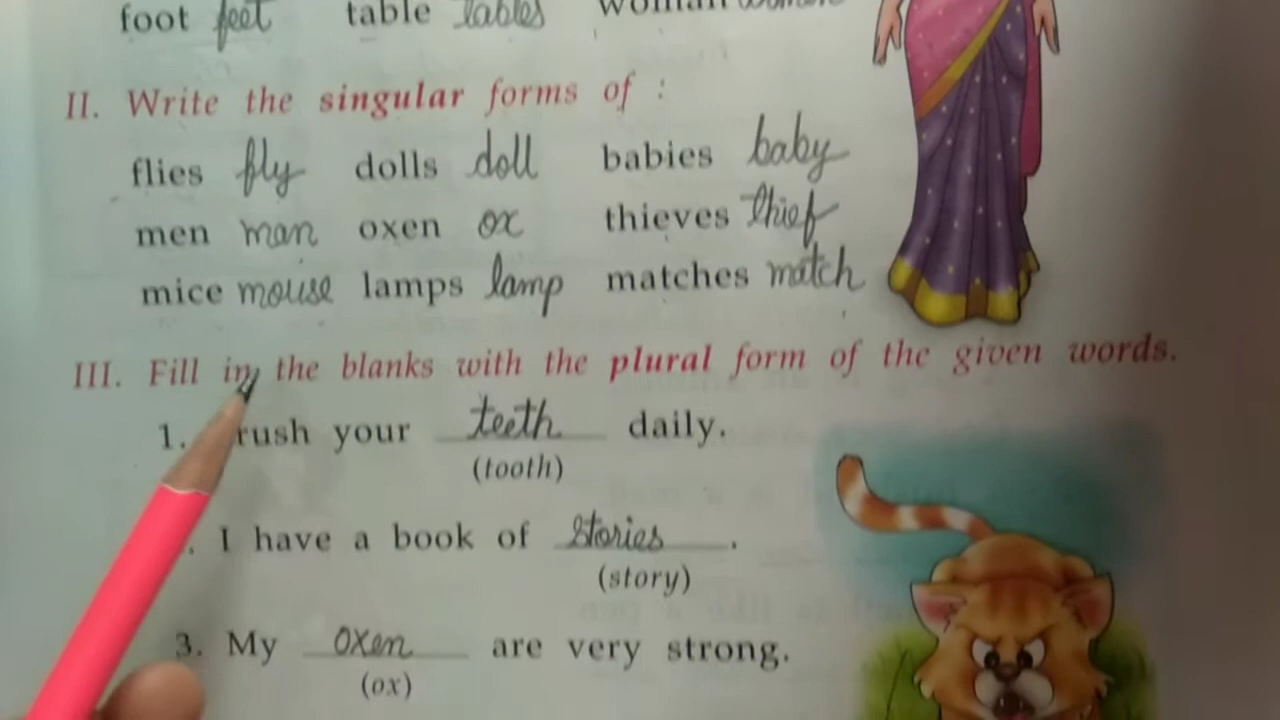 foot feet table tables woman women
II. Write the singular forms of :
flies fly dolls doll babies baby
men man oxen ox thieves thief
mice mouse lamps lamp matches match
III. Fill in the blanks with the plural form of the given words.
1. rush your teeth daily.
(tooth)
. I have a book of stories .
(story)
3. My oxen are very strong.
(ox)